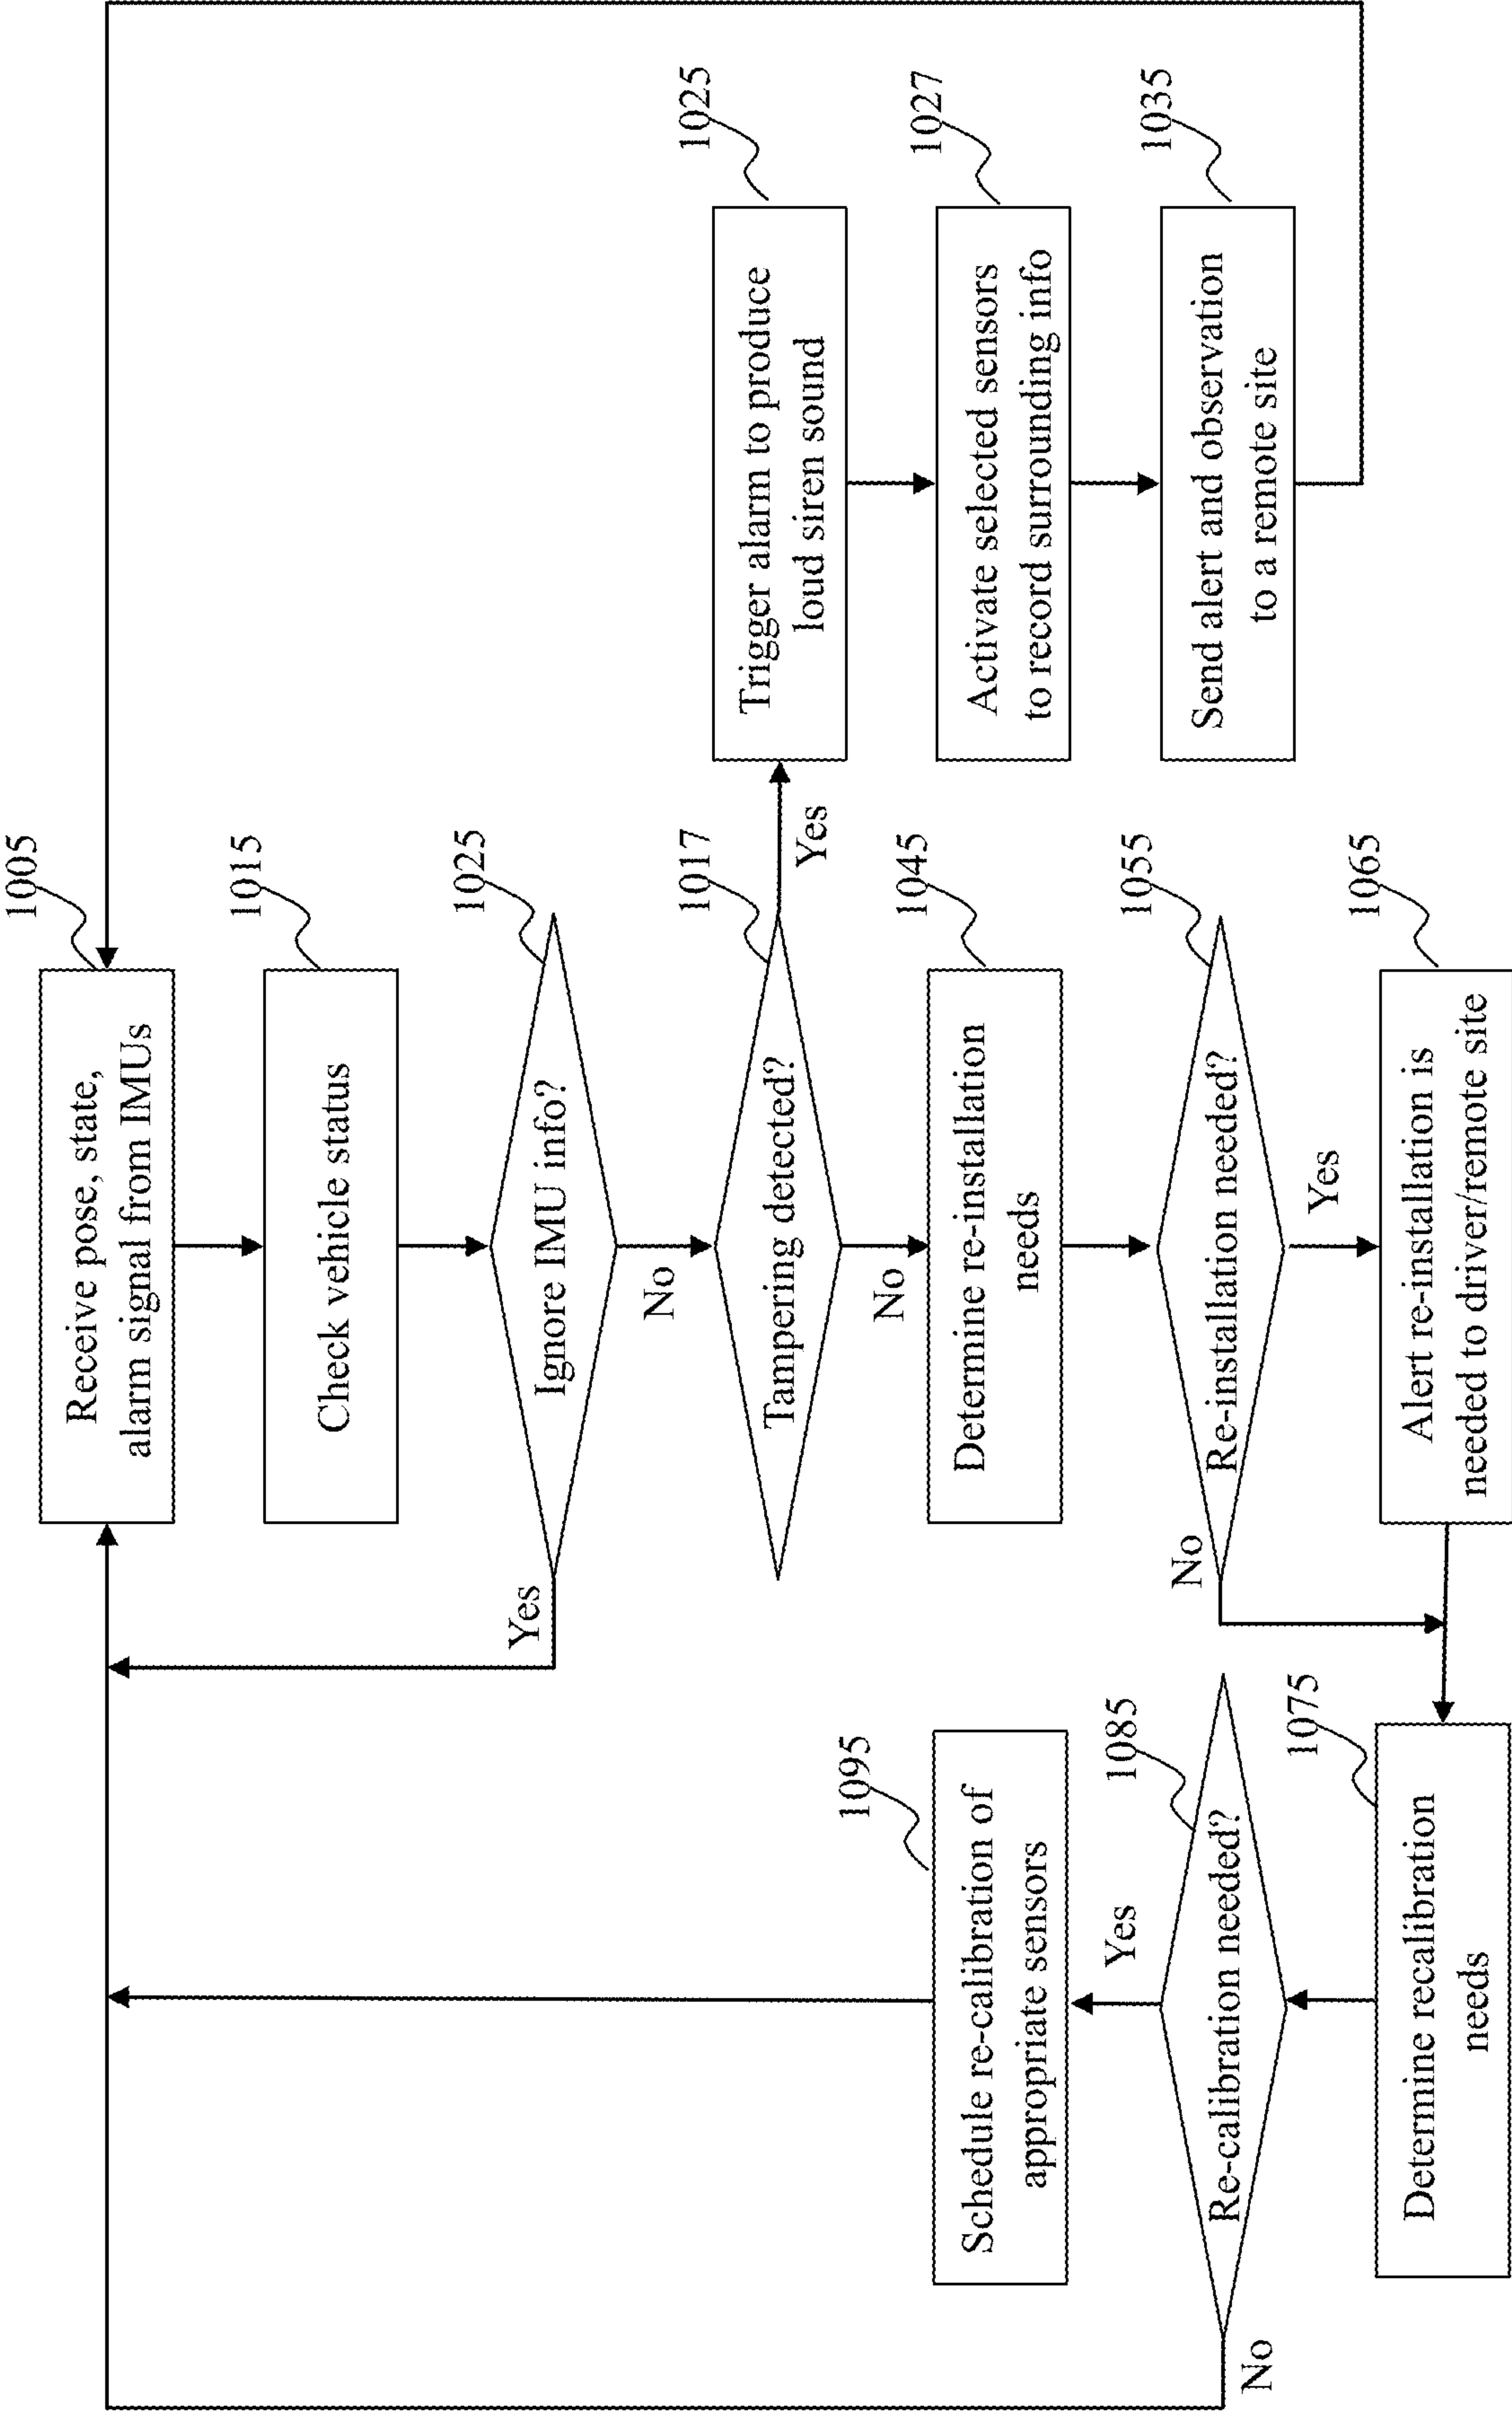 1005
Receive pose, state,
alarm signal from IMUs
1015
Check vehicle status
1025
Ignore IMU info?
Yes
No
1017
Tampering detected?
Yes
No
1025
Trigger alarm to produce
loud siren sound
1027
Activate selected sensors
to record surrounding info
1035
Send alert and observation
to a remote site
1045
Determine re-installation
needs
1055
Re-installation needed?
No
Yes
1065
Alert re-installation is
needed to driver/remote site
1075
Determine recalibration
needs
1085
Re-calibration needed?
Yes
No
1095
Schedule re-calibration of
appropriate sensors